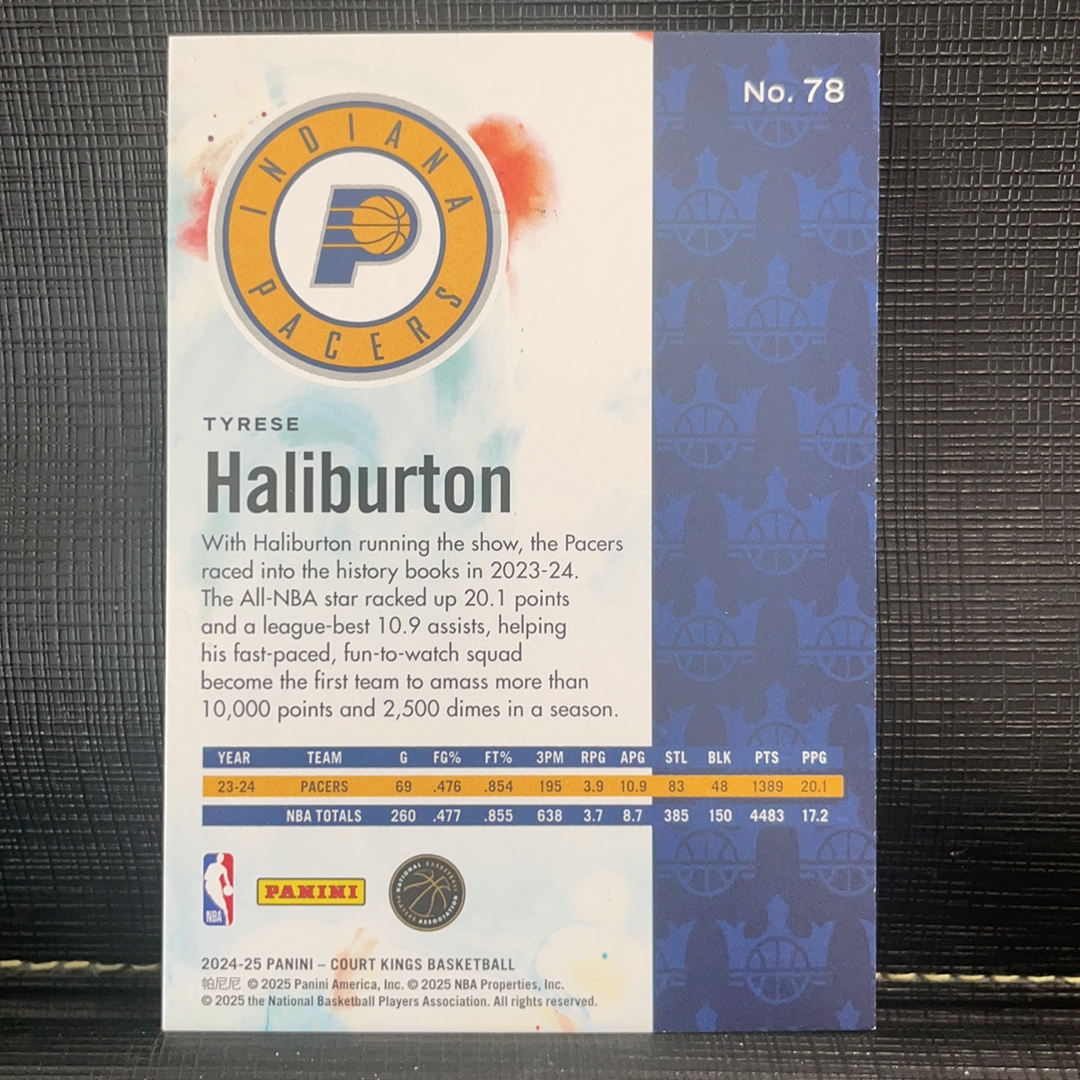 No. 78
INDIANA
PACERS
TYRESE
Haliburton
With Haliburton running the show, the Pacers
raced into the history books in 2023-24.
The All-NBA star racked up 20.1 points
and a league-best 10.9 assists, helping
his fast-paced, fun-to-watch squad
become the first team to amass more than
10,000 points and 2,500 dimes in a season.
YEAR TEAM G FG% FT% 3PM RPG APG STL BLK PTS PPG
23-24 PACERS 69 .476 .854 195 3.9 10.9 83 48 1389 20.1
NBA TOTALS 260 .477 .855 638 3.7 8.7 385 150 4483 17.2
NBA
PANINI
NATIONAL BASKETBALL
PLAYERS ASSOCIATION
2024-25 PANINI – COURT KINGS BASKETBALL
帕尼尼 © 2025 Panini America, Inc. © 2025 NBA Properties, Inc.
© 2025 the National Basketball Players Association. All rights reserved.